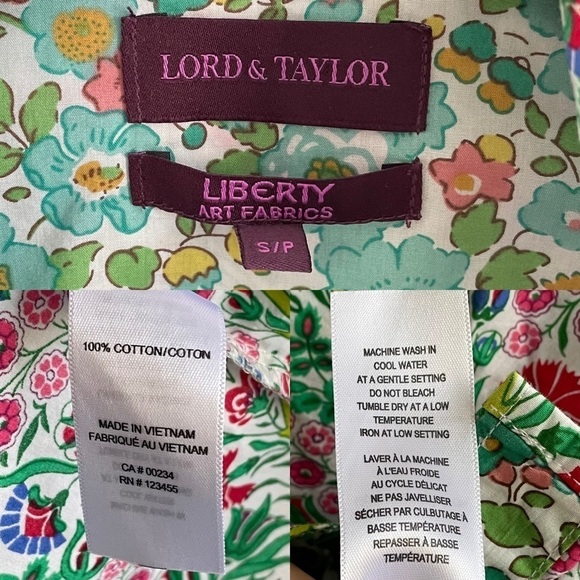 LORD & TAYLOR
LIBERTY
ART FABRICS
S/P
100% COTTON/COTON
MADE IN VIETNAM
FABRIQUÉ AU VIETNAM
CA # 00234
RN # 123455
MACHINE WASH IN
COOL WATER
AT A GENTLE SETTING
DO NOT BLEACH
TUMBLE DRY AT A LOW
TEMPERATURE
IRON AT LOW SETTING
LAVER À LA MACHINE
À L'EAU FROIDE
AU CYCLE DÉLICAT
NE PAS JAVELLISER
SÉCHER PAR CULBUTAGE À
BASSE TEMPÉRATURE
REPASSER À BASSE
TEMPÉRATURE